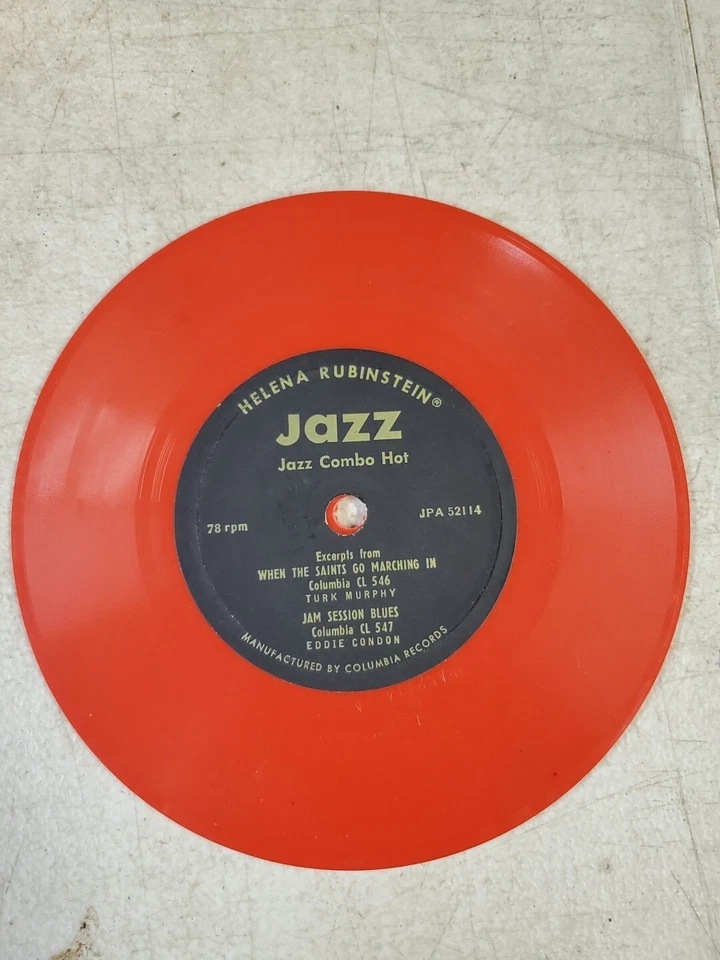 HELENA RUBINSTEIN®
Jazz
Jazz Combo Hot
78 rpm
JPA 52114
Excerpts from
WHEN THE SAINTS GO MARCHING IN
Columbia CL 546
TURK MURPHY
JAM SESSION BLUES
Columbia CL 547
EDDIE CONDON
MANUFACTURED BY COLUMBIA RECORDS